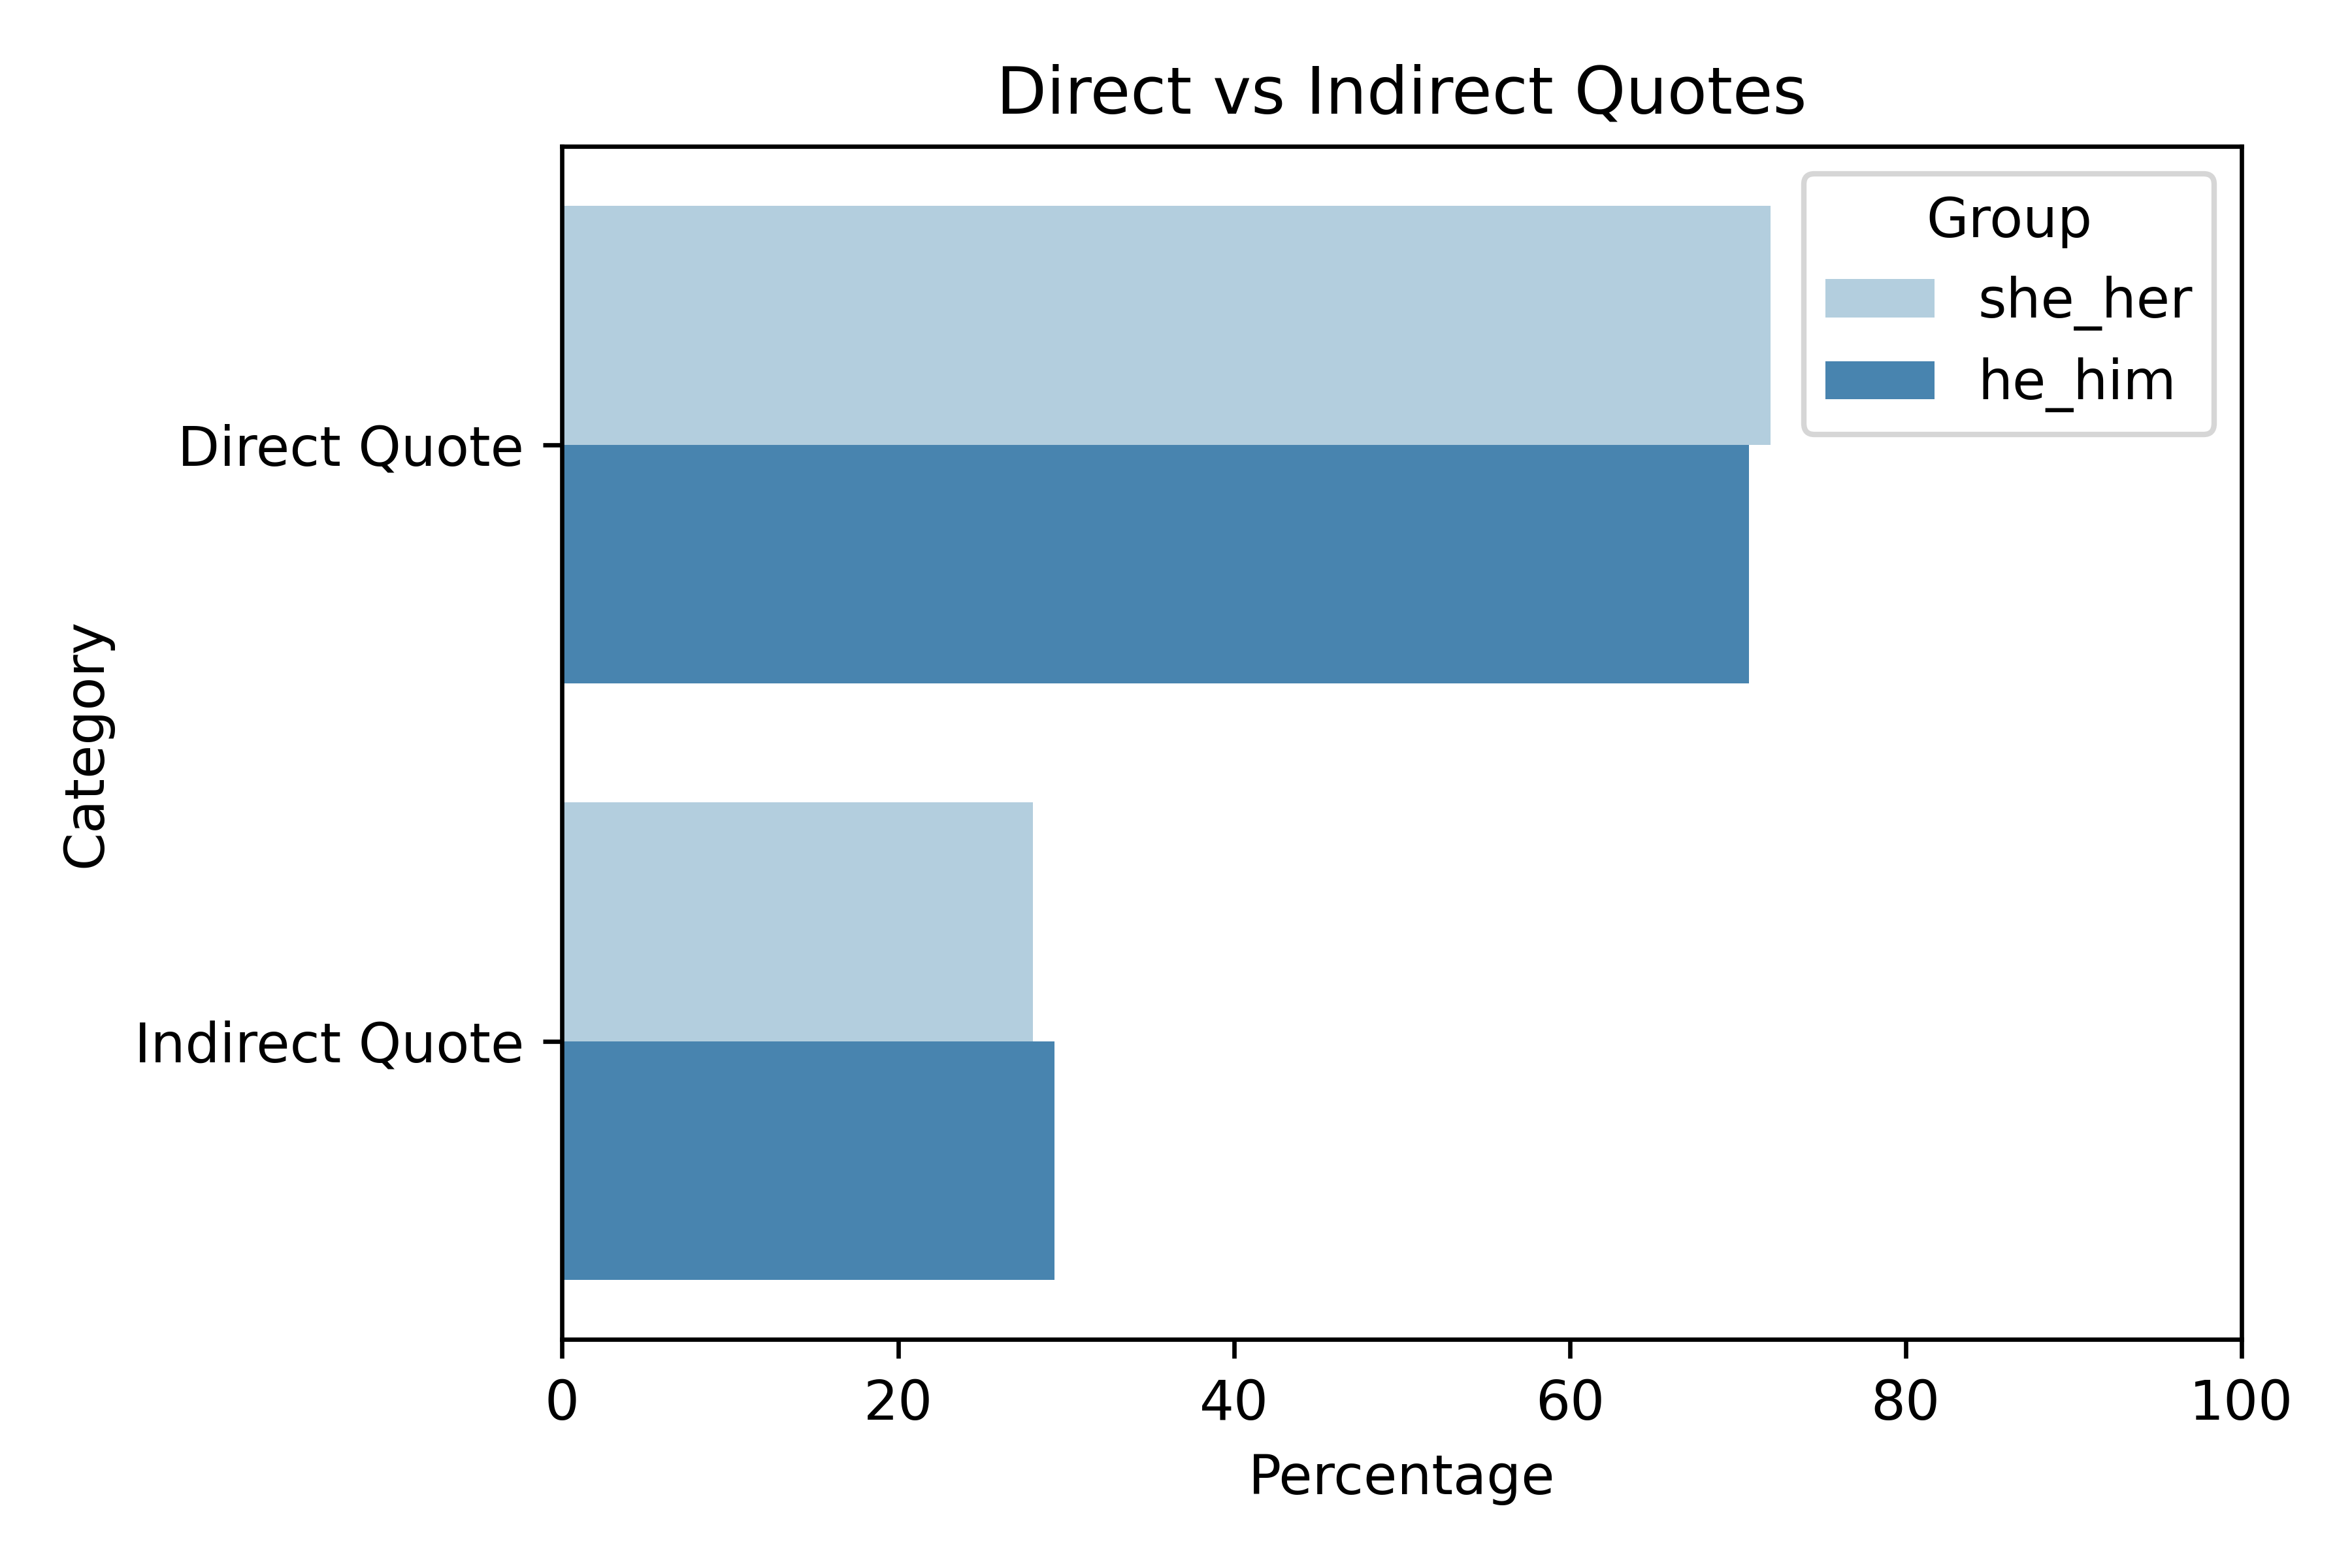 Direct vs Indirect Quotes
Group
she_her
he_him
Direct Quote
Indirect Quote
Category
0 20 40 60 80 100
Percentage